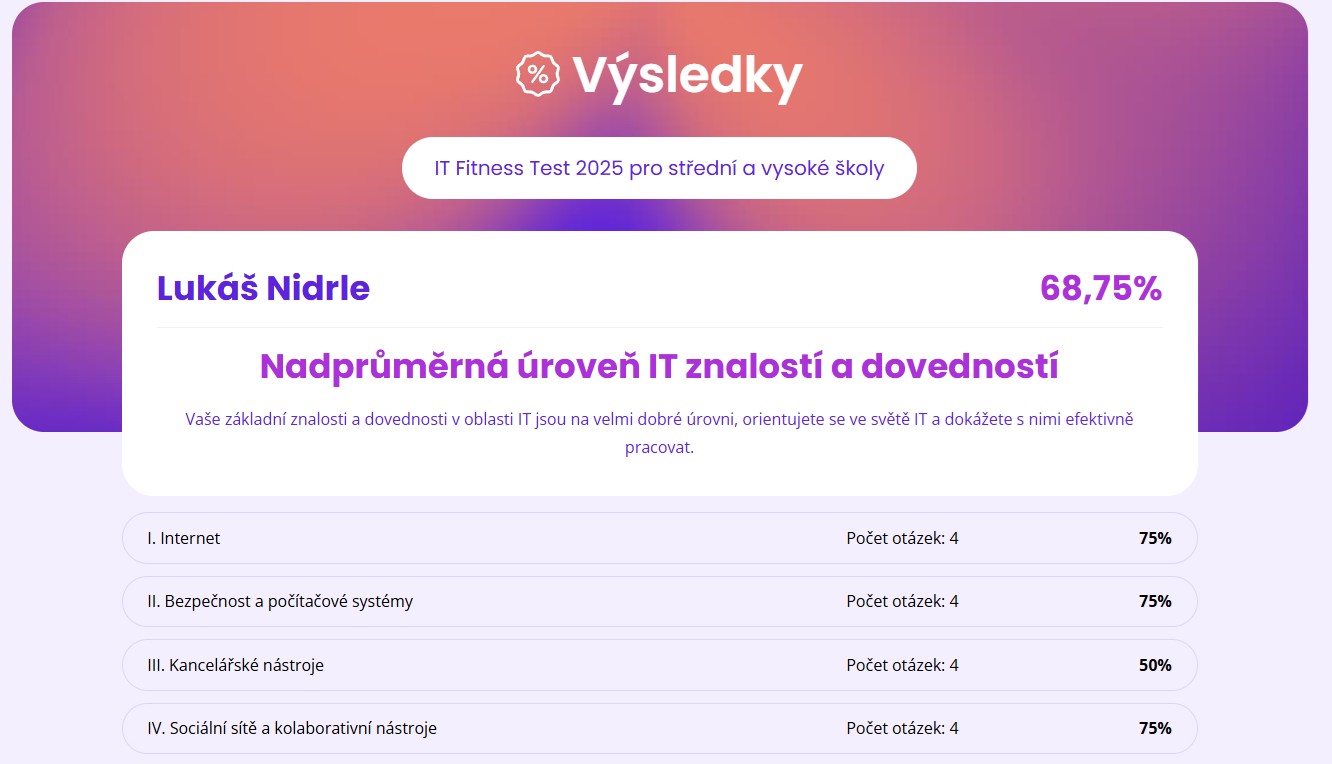 Výsledky
IT Fitness Test 2025 pro střední a vysoké školy
Lukáš Nidrle 68,75%
Nadprůměrná úroveň IT znalostí a dovedností
Vaše základní znalosti a dovednosti v oblasti IT jsou na velmi dobré úrovni, orientujete se ve světě IT a dokážete s nimi efektivně
pracovat.
I. Internet Počet otázek: 4 75%
II. Bezpečnost a počítačové systémy Počet otázek: 4 75%
III. Kancelářské nástroje Počet otázek: 4 50%
IV. Sociální sítě a kolaborativní nástroje Počet otázek: 4 75%